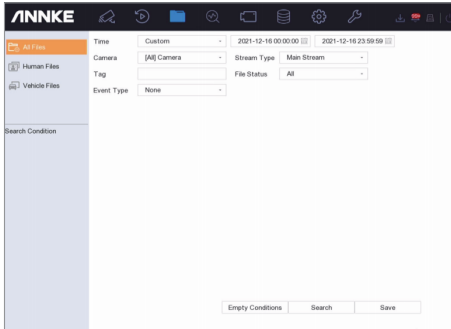 ANNKE
All Files
Human Files
Vehicle Files
Search Condition
Time Custom 2021-12-16 00:00:00 2021-12-16 23:59:59
Camera [All] Camera Stream Type Main Stream
Tag File Status All
Event Type None
Empty Conditions Search Save